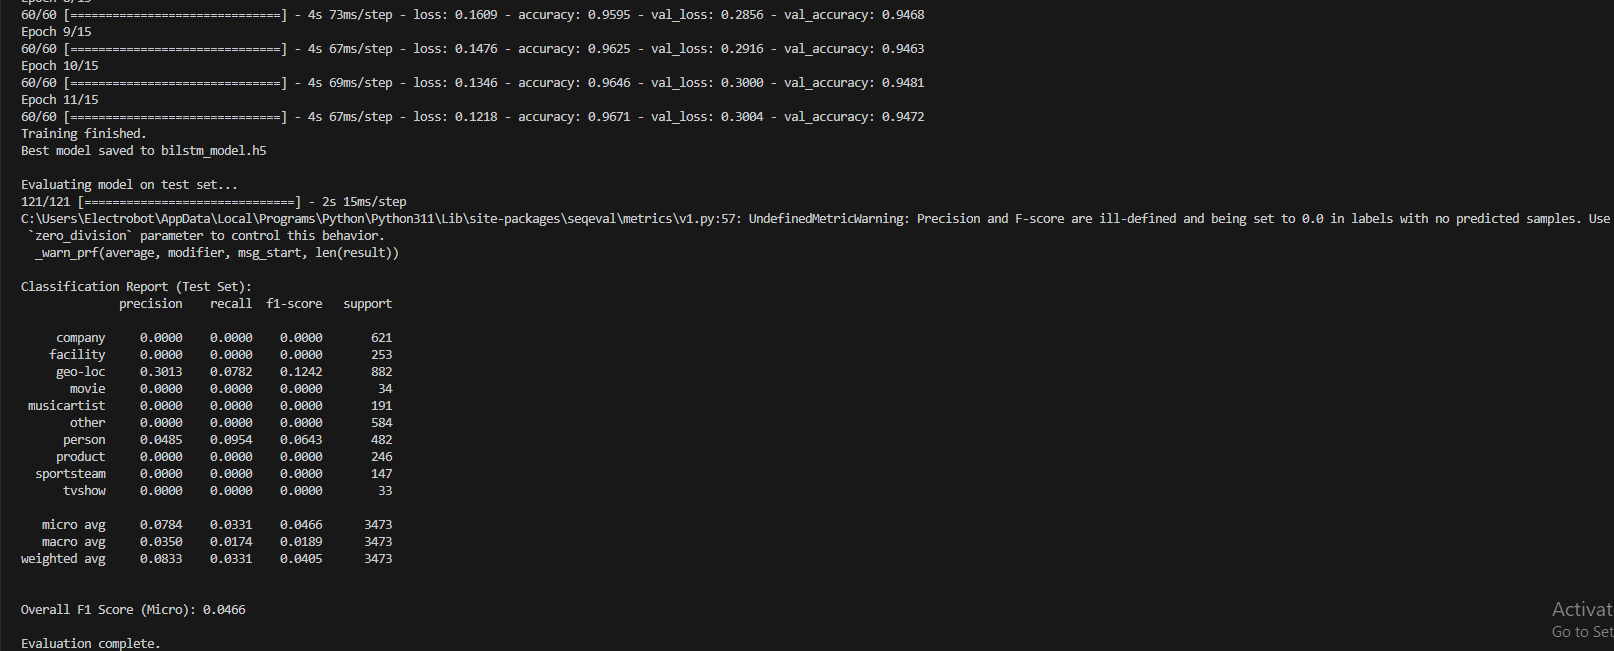 Epoch 8/15
60/60 [==============================] - 4s 73ms/step - loss: 0.1609 - accuracy: 0.9595 - val_loss: 0.2856 - val_accuracy: 0.9468
Epoch 9/15
60/60 [==============================] - 4s 67ms/step - loss: 0.1476 - accuracy: 0.9625 - val_loss: 0.2916 - val_accuracy: 0.9463
Epoch 10/15
60/60 [==============================] - 4s 69ms/step - loss: 0.1346 - accuracy: 0.9646 - val_loss: 0.3000 - val_accuracy: 0.9481
Epoch 11/15
60/60 [==============================] - 4s 67ms/step - loss: 0.1218 - accuracy: 0.9671 - val_loss: 0.3004 - val_accuracy: 0.9472
Training finished.
Best model saved to bilstm_model.h5
Evaluating model on test set...
121/121 [==============================] - 2s 15ms/step
C:\Users\Electrobot\AppData\Local\Programs\Python\Python311\Lib\site-packages\seqeval\metrics\v1.py:57: UndefinedMetricWarning: Precision and F-score are ill-defined and being set to 0.0 in labels with no predicted samples. Use
`zero_division` parameter to control this behavior.
_warn_prf(average, modifier, msg_start, len(result))
Classification Report (Test Set):
precision recall f1-score support
company 0.0000 0.0000 0.0000 621
facility 0.0000 0.0000 0.0000 253
geo-loc 0.3013 0.0782 0.1242 882
movie 0.0000 0.0000 0.0000 34
musicartist 0.0000 0.0000 0.0000 191
other 0.0000 0.0000 0.0000 584
person 0.0485 0.0954 0.0643 482
product 0.0000 0.0000 0.0000 246
sportsteam 0.0000 0.0000 0.0000 147
tvshow 0.0000 0.0000 0.0000 33
micro avg 0.0784 0.0331 0.0466 3473
macro avg 0.0350 0.0174 0.0189 3473
weighted avg 0.0833 0.0331 0.0405 3473
Overall F1 Score (Micro): 0.0466
Evaluation complete.
Activat
Go to Set